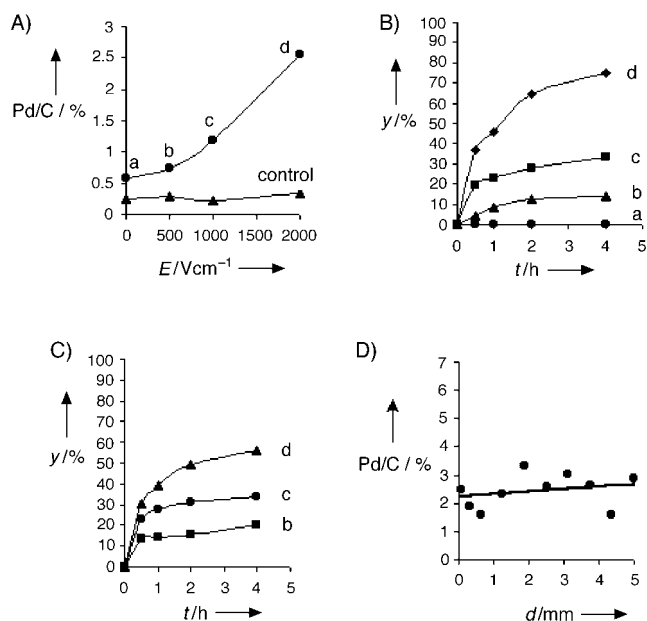 A)
3
2.5
2
1.5
1
0.5
0
Pd/C / %
a
b
c
d
control
0 500 1000 1500 2000
E/Vcm⁻¹
B)
100
90
80
70
60
50
40
30
20
10
0
y/%
d
c
b
a
0 1 2 3 4 5
t/h
C)
100
90
80
70
60
50
40
30
20
10
0
y/%
d
c
b
0 1 2 3 4 5
t/h
D)
7
6
5
4
3
2
1
0
Pd/C / %
0 1 2 3 4 5
d/mm